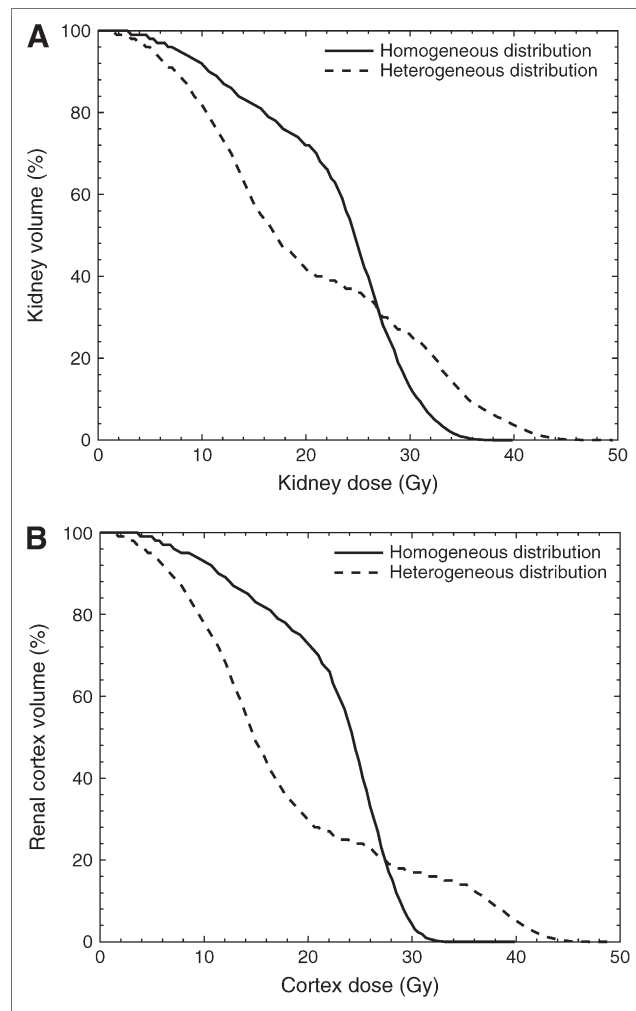 A
Homogeneous distribution
Heterogeneous distribution
100
80
60
40
20
0
Kidney volume (%)
0 10 20 30 40 50
Kidney dose (Gy)
B
Homogeneous distribution
Heterogeneous distribution
100
80
60
40
20
0
Renal cortex volume (%)
0 10 20 30 40 50
Cortex dose (Gy)